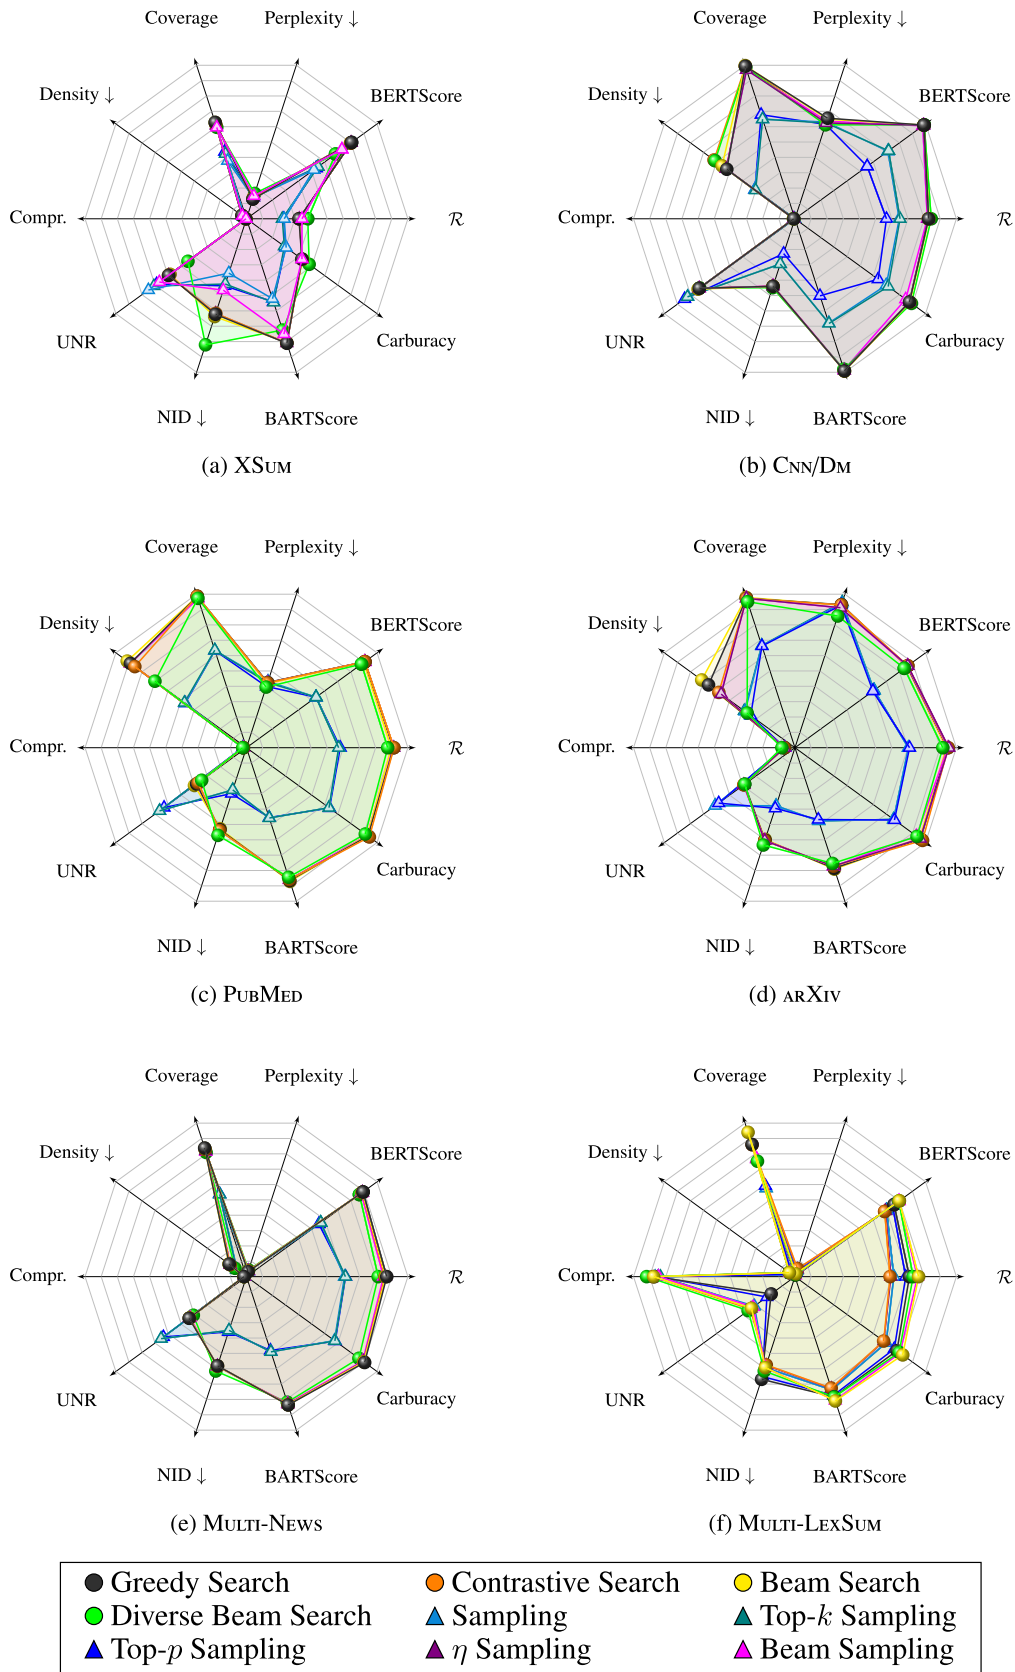 Coverage Perplexity ↓ Coverage Perplexity ↓
Density ↓ BERTScore Density ↓ BERTScore
Compr. ℛ Compr. ℛ
UNR Carburacy UNR Carburacy
NID ↓ BARTScore NID ↓ BARTScore
(a) XSUM (b) CNN/DM
Coverage Perplexity ↓ Coverage Perplexity ↓
Density ↓ BERTScore Density ↓ BERTScore
Compr. ℛ Compr. ℛ
UNR Carburacy UNR Carburacy
NID ↓ BARTScore NID ↓ BARTScore
(c) PUBMED (d) ARXIV
Coverage Perplexity ↓ Coverage Perplexity ↓
Density ↓ BERTScore Density ↓ BERTScore
Compr. ℛ Compr. ℛ
UNR Carburacy UNR Carburacy
NID ↓ BARTScore NID ↓ BARTScore
(e) MULTI-NEWS (f) MULTI-LEXSUM
Greedy Search Contrastive Search Beam Search
Diverse Beam Search Sampling Top-k Sampling
Top-p Sampling η Sampling Beam Sampling